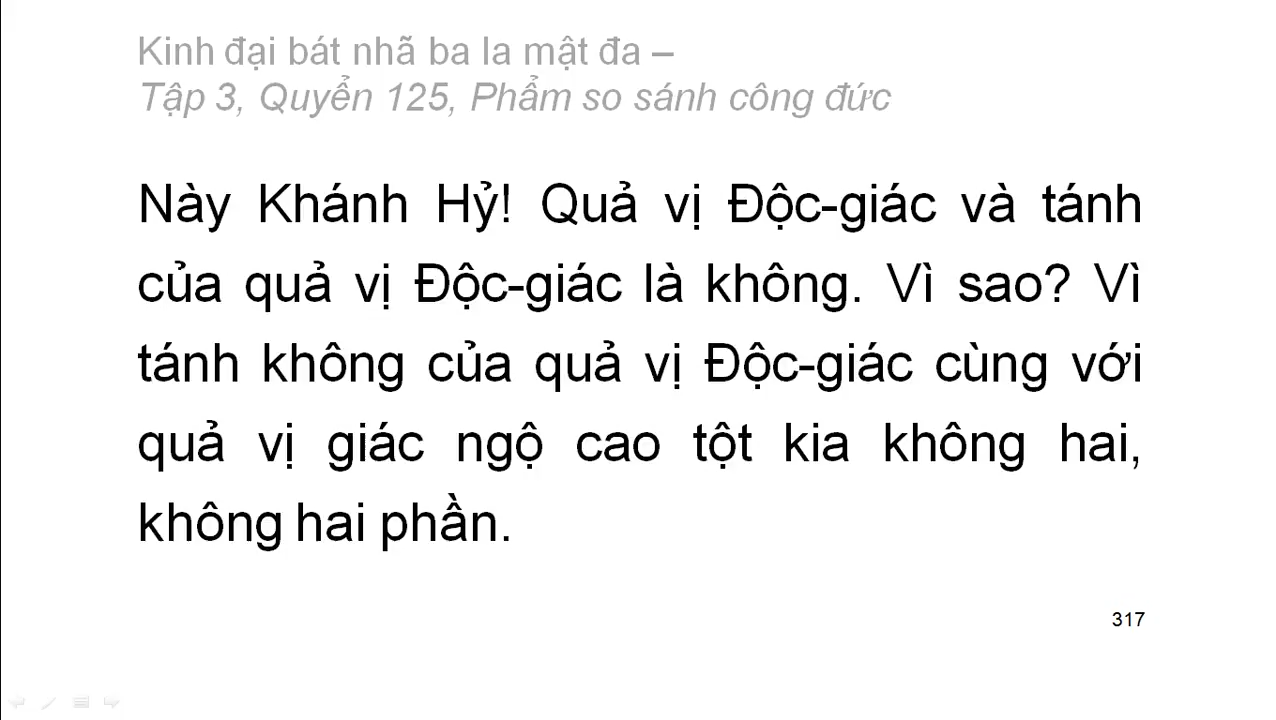 Kinh đại bát nhã ba la mật đa –
Tập 3, Quyển 125, Phẩm so sánh công đức
Này Khánh Hỷ! Quả vị Độc-giác và tánh
của quả vị Độc-giác là không. Vì sao? Vì
tánh không của quả vị Độc-giác cùng với
quả vị giác ngộ cao tột kia không hai,
không hai phần.
317